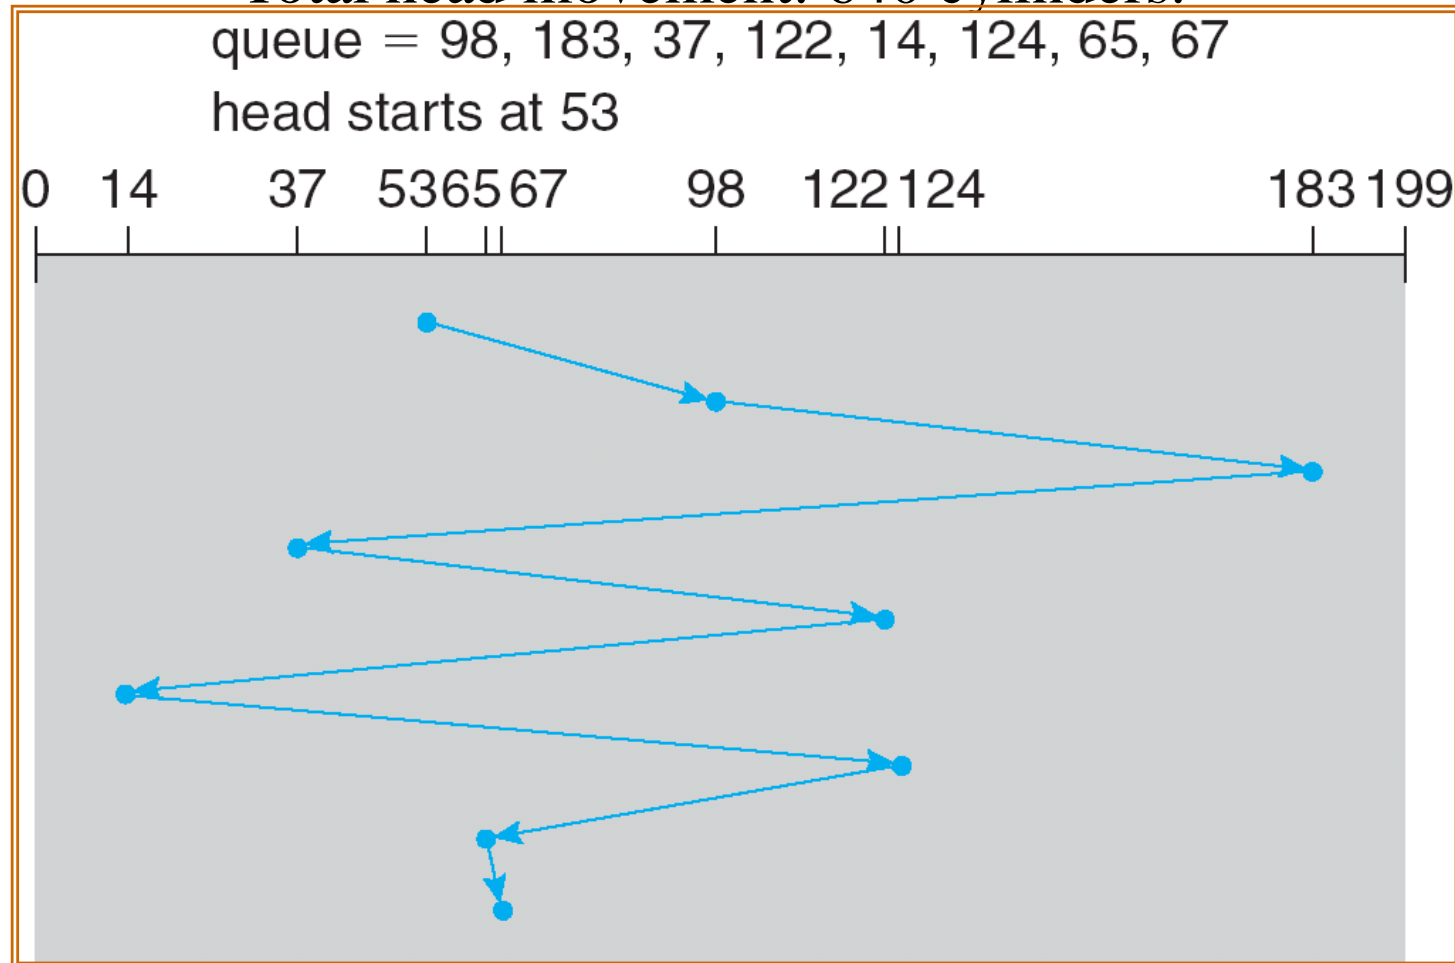 queue = 98, 183, 37, 122, 14, 124, 65, 67
head starts at 53
0 14 37 53 65 67 98 122 124 183 199